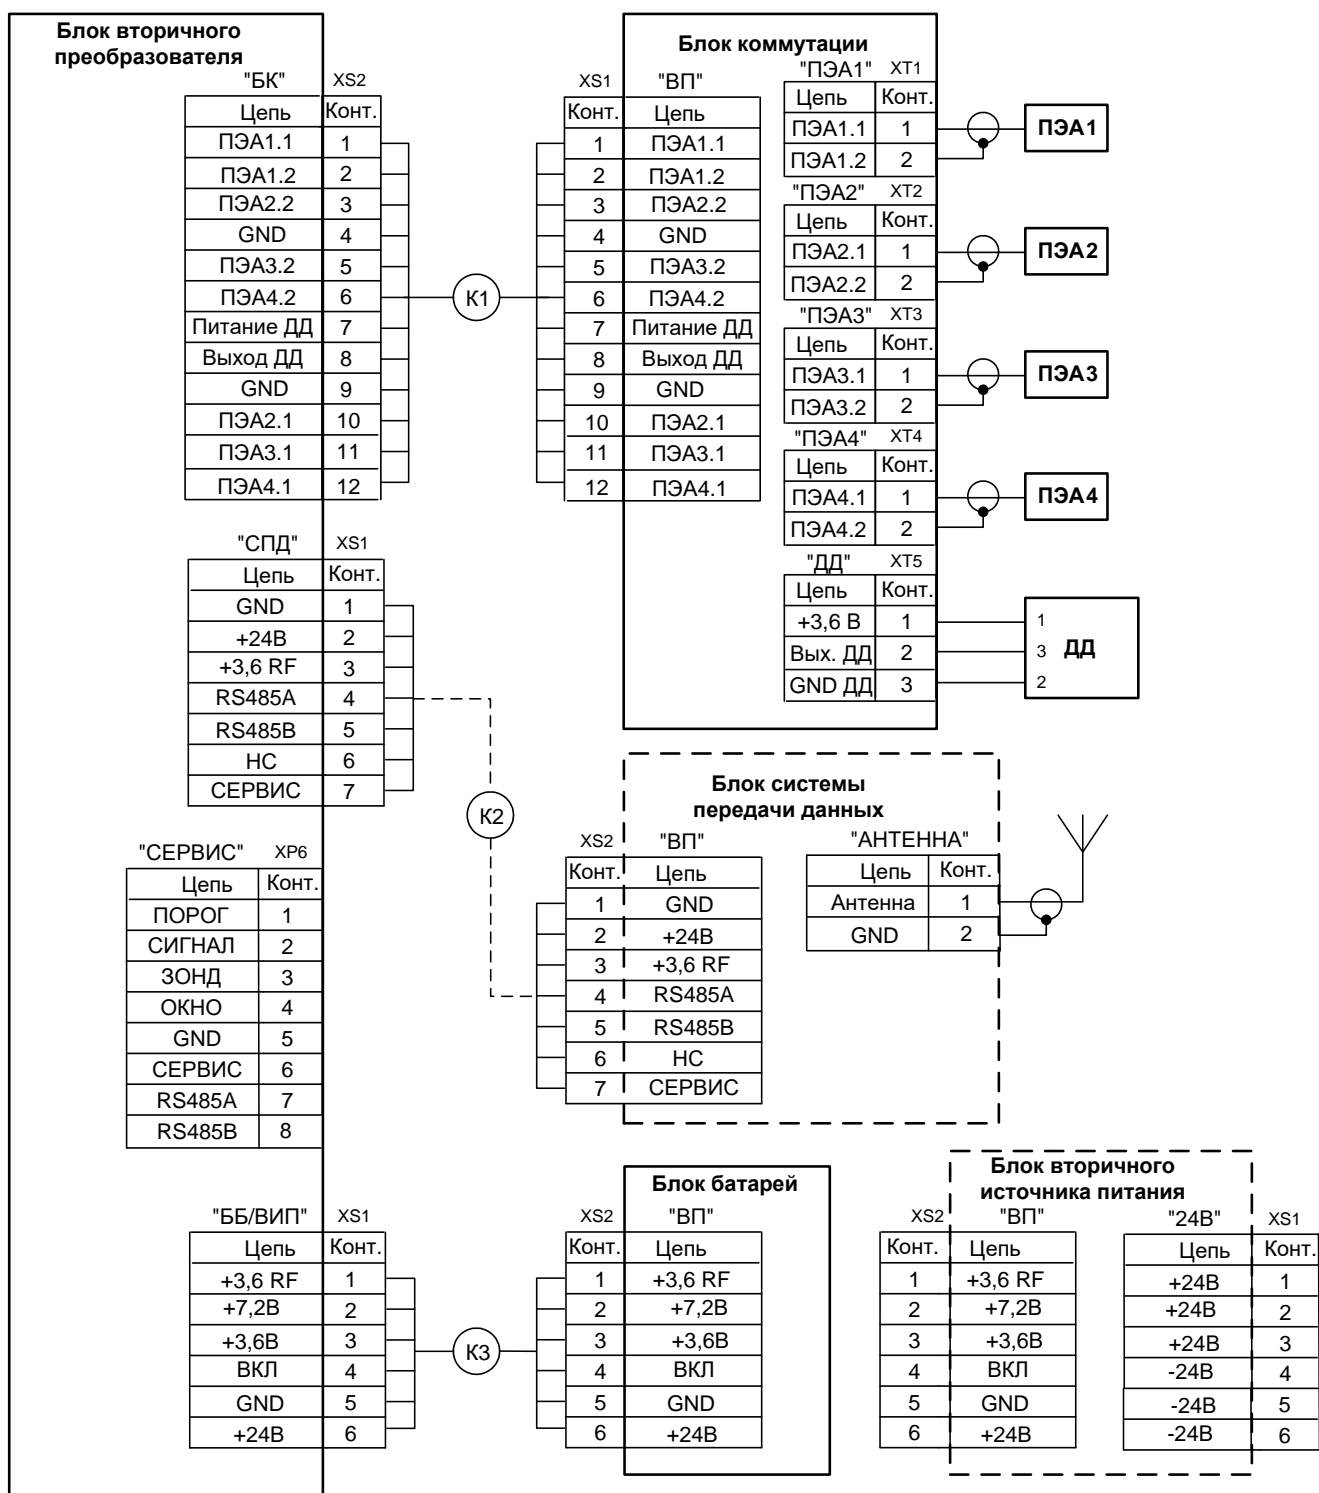 Блок вторичного
преобразователя
"БК" XS2
Цепь Конт.
ПЭА1.1 1
ПЭА1.2 2
ПЭА2.2 3
GND 4
ПЭА3.2 5
ПЭА4.2 6
Питание ДД 7
Выход ДД 8
GND 9
ПЭА2.1 10
ПЭА3.1 11
ПЭА4.1 12
К1
Блок коммутации
XS1 "ВП"
Конт. Цепь
1 ПЭА1.1
2 ПЭА1.2
3 ПЭА2.2
4 GND
5 ПЭА3.2
6 ПЭА4.2
7 Питание ДД
8 Выход ДД
9 GND
10 ПЭА2.1
11 ПЭА3.1
12 ПЭА4.1
"ПЭА1" XT1
Цепь Конт.
ПЭА1.1 1
ПЭА1.2 2
ПЭА1
"ПЭА2" XT2
Цепь Конт.
ПЭА2.1 1
ПЭА2.2 2
ПЭА2
"ПЭА3" XT3
Цепь Конт.
ПЭА3.1 1
ПЭА3.2 2
ПЭА3
"ПЭА4" XT4
Цепь Конт.
ПЭА4.1 1
ПЭА4.2 2
ПЭА4
"ДД" XT5
Цепь Конт.
+3,6 В 1
Вых. ДД 2
GND ДД 3
1
3 ДД
2
"СПД" XS1
Цепь Конт.
GND 1
+24В 2
+3,6 RF 3
RS485A 4
RS485B 5
НС 6
СЕРВИС 7
К2
Блок системы
передачи данных
XS2 "ВП"
Конт. Цепь
1 GND
2 +24В
3 +3,6 RF
4 RS485A
5 RS485B
6 НС
7 СЕРВИС
"АНТЕННА"
Цепь Конт.
Антенна 1
GND 2
"СЕРВИС" XP6
Цепь Конт.
ПОРОГ 1
СИГНАЛ 2
ЗОНД 3
ОКНО 4
GND 5
СЕРВИС 6
RS485A 7
RS485B 8
"ББ/ВИП" XS1
Цепь Конт.
+3,6 RF 1
+7,2В 2
+3,6В 3
ВКЛ 4
GND 5
+24В 6
К3
Блок батарей
XS2 "ВП"
Конт. Цепь
1 +3,6 RF
2 +7,2В
3 +3,6В
4 ВКЛ
5 GND
6 +24В
Блок вторичного
источника питания
XS2 "ВП"
Конт. Цепь
1 +3,6 RF
2 +7,2В
3 +3,6В
4 ВКЛ
5 GND
6 +24В
"24В" XS1
Цепь Конт.
+24В 1
+24В 2
+24В 3
-24В 4
-24В 5
-24В 6